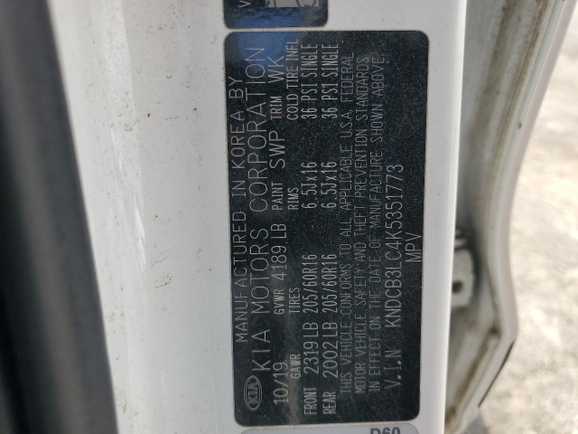 V
KIA
MANUFACTURED IN KOREA BY
KIA MOTORS CORPORATION
10/19 GVWR 4189 LB PAINT SWP TRIM WK
GAWR TIRES RIMS COLD TIRE INFL
FRONT 2319 LB 205/60R16 6.5Jx16 36 PSI SINGLE
REAR 2002 LB 205/60R16 6.5Jx16 36 PSI SINGLE
THIS VEHICLE CONFORMS TO ALL APPLICABLE U.S.A. FEDERAL
MOTOR VEHICLE SAFETY AND THEFT PREVENTION STANDARDS
IN EFFECT ON THE DATE OF MANUFACTURE SHOWN ABOVE.
V.I.N KNDCB3LC4K5351773
MPV
D60